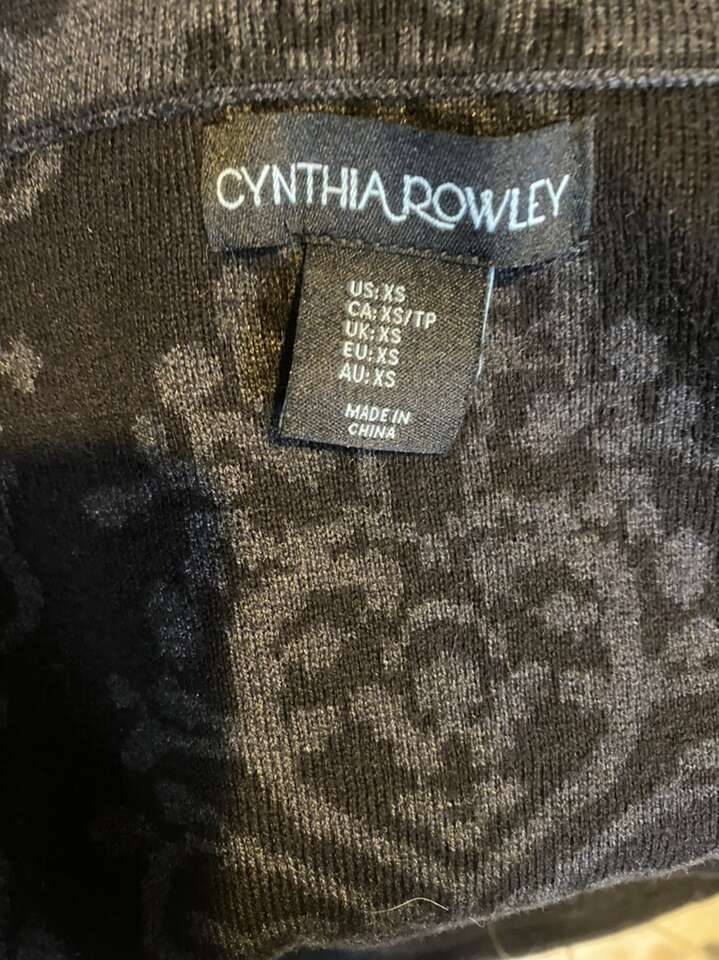 CYNTHIA ROWLEY
US: XS
CA: XS/TP
UK: XS
EU: XS
AU: XS
MADE IN
CHINA